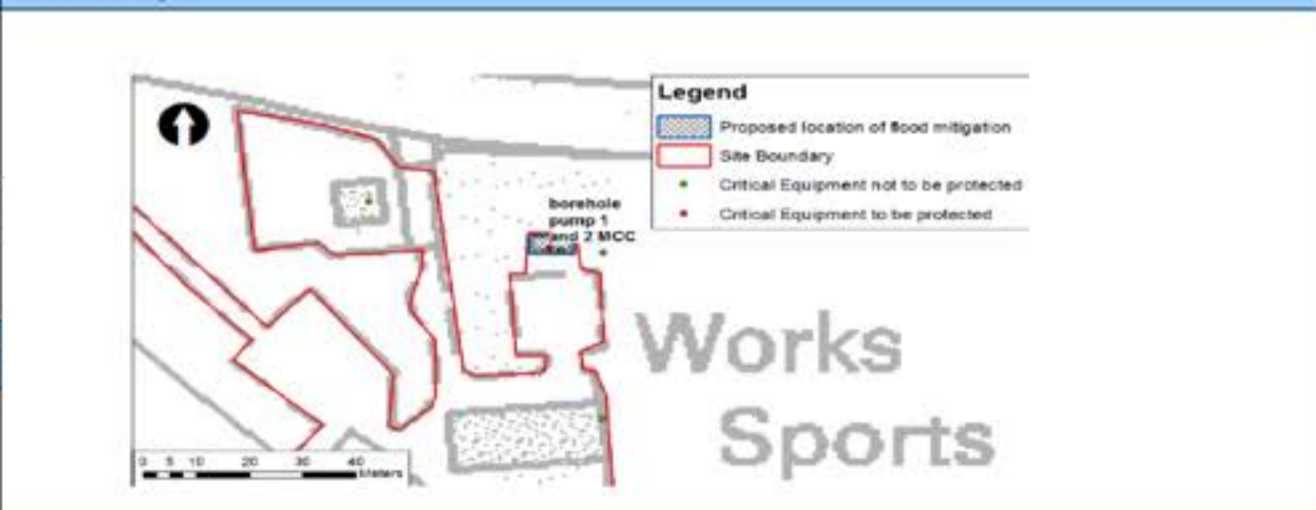 Legend
Proposed location of flood mitigation
Site Boundary
Critical Equipment not to be protected
Critical Equipment to be protected
borehole
pump 1
and 2 MCC
Works
Sports
0 5 10 20 30 40
Meters